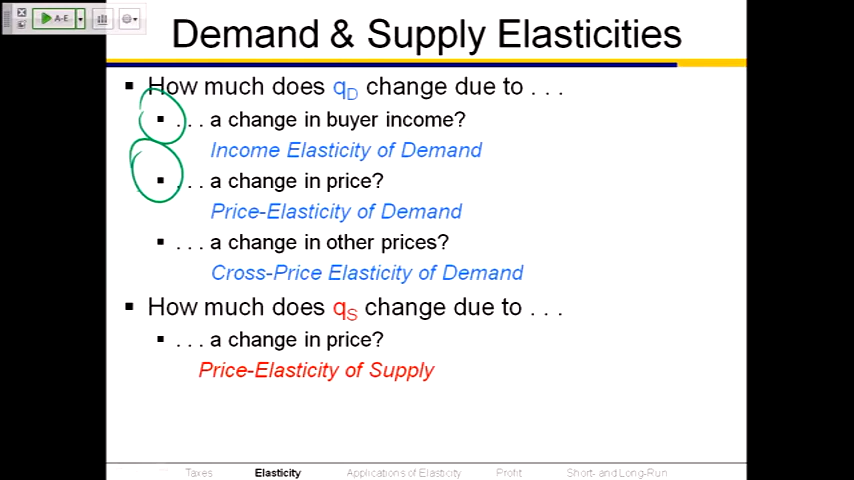 A-E
Demand & Supply Elasticities
▪ How much does qD change due to . . .
▪ . . . a change in buyer income?
Income Elasticity of Demand
▪ . . . a change in price?
Price-Elasticity of Demand
▪ . . . a change in other prices?
Cross-Price Elasticity of Demand
▪ How much does qS change due to . . .
▪ . . . a change in price?
Price-Elasticity of Supply
Taxes Elasticity Applications of Elasticity Profit Short- and Long-Run